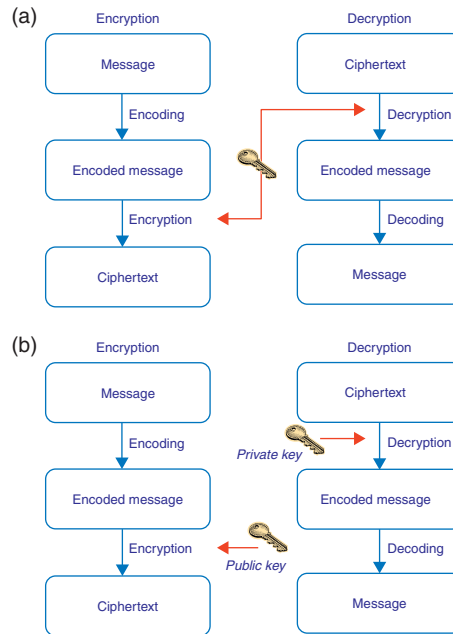 (a)
Encryption
Decryption
Message
Ciphertext
Encoding
Decryption
Encoded message
Encoded message
Encryption
Decoding
Ciphertext
Message
(b)
Encryption
Decryption
Message
Ciphertext
Encoding
Private key
Decryption
Encoded message
Encoded message
Encryption
Public key
Decoding
Ciphertext
Message